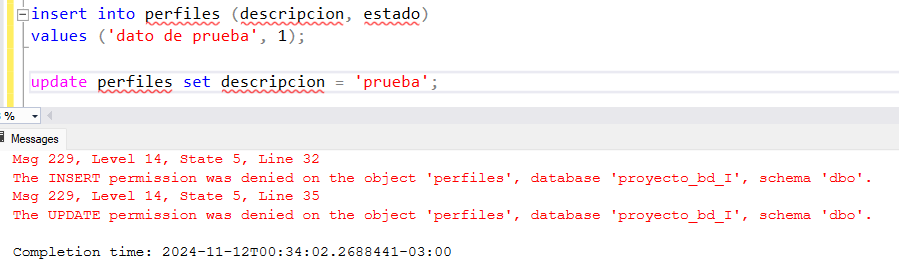 insert into perfiles (descripcion, estado)
values ('dato de prueba', 1);
update perfiles set descripcion = 'prueba';
%
Messages
Msg 229, Level 14, State 5, Line 32
The INSERT permission was denied on the object 'perfiles', database 'proyecto_bd_I', schema 'dbo'.
Msg 229, Level 14, State 5, Line 35
The UPDATE permission was denied on the object 'perfiles', database 'proyecto_bd_I', schema 'dbo'.
Completion time: 2024-11-12T00:34:02.2688441-03:00